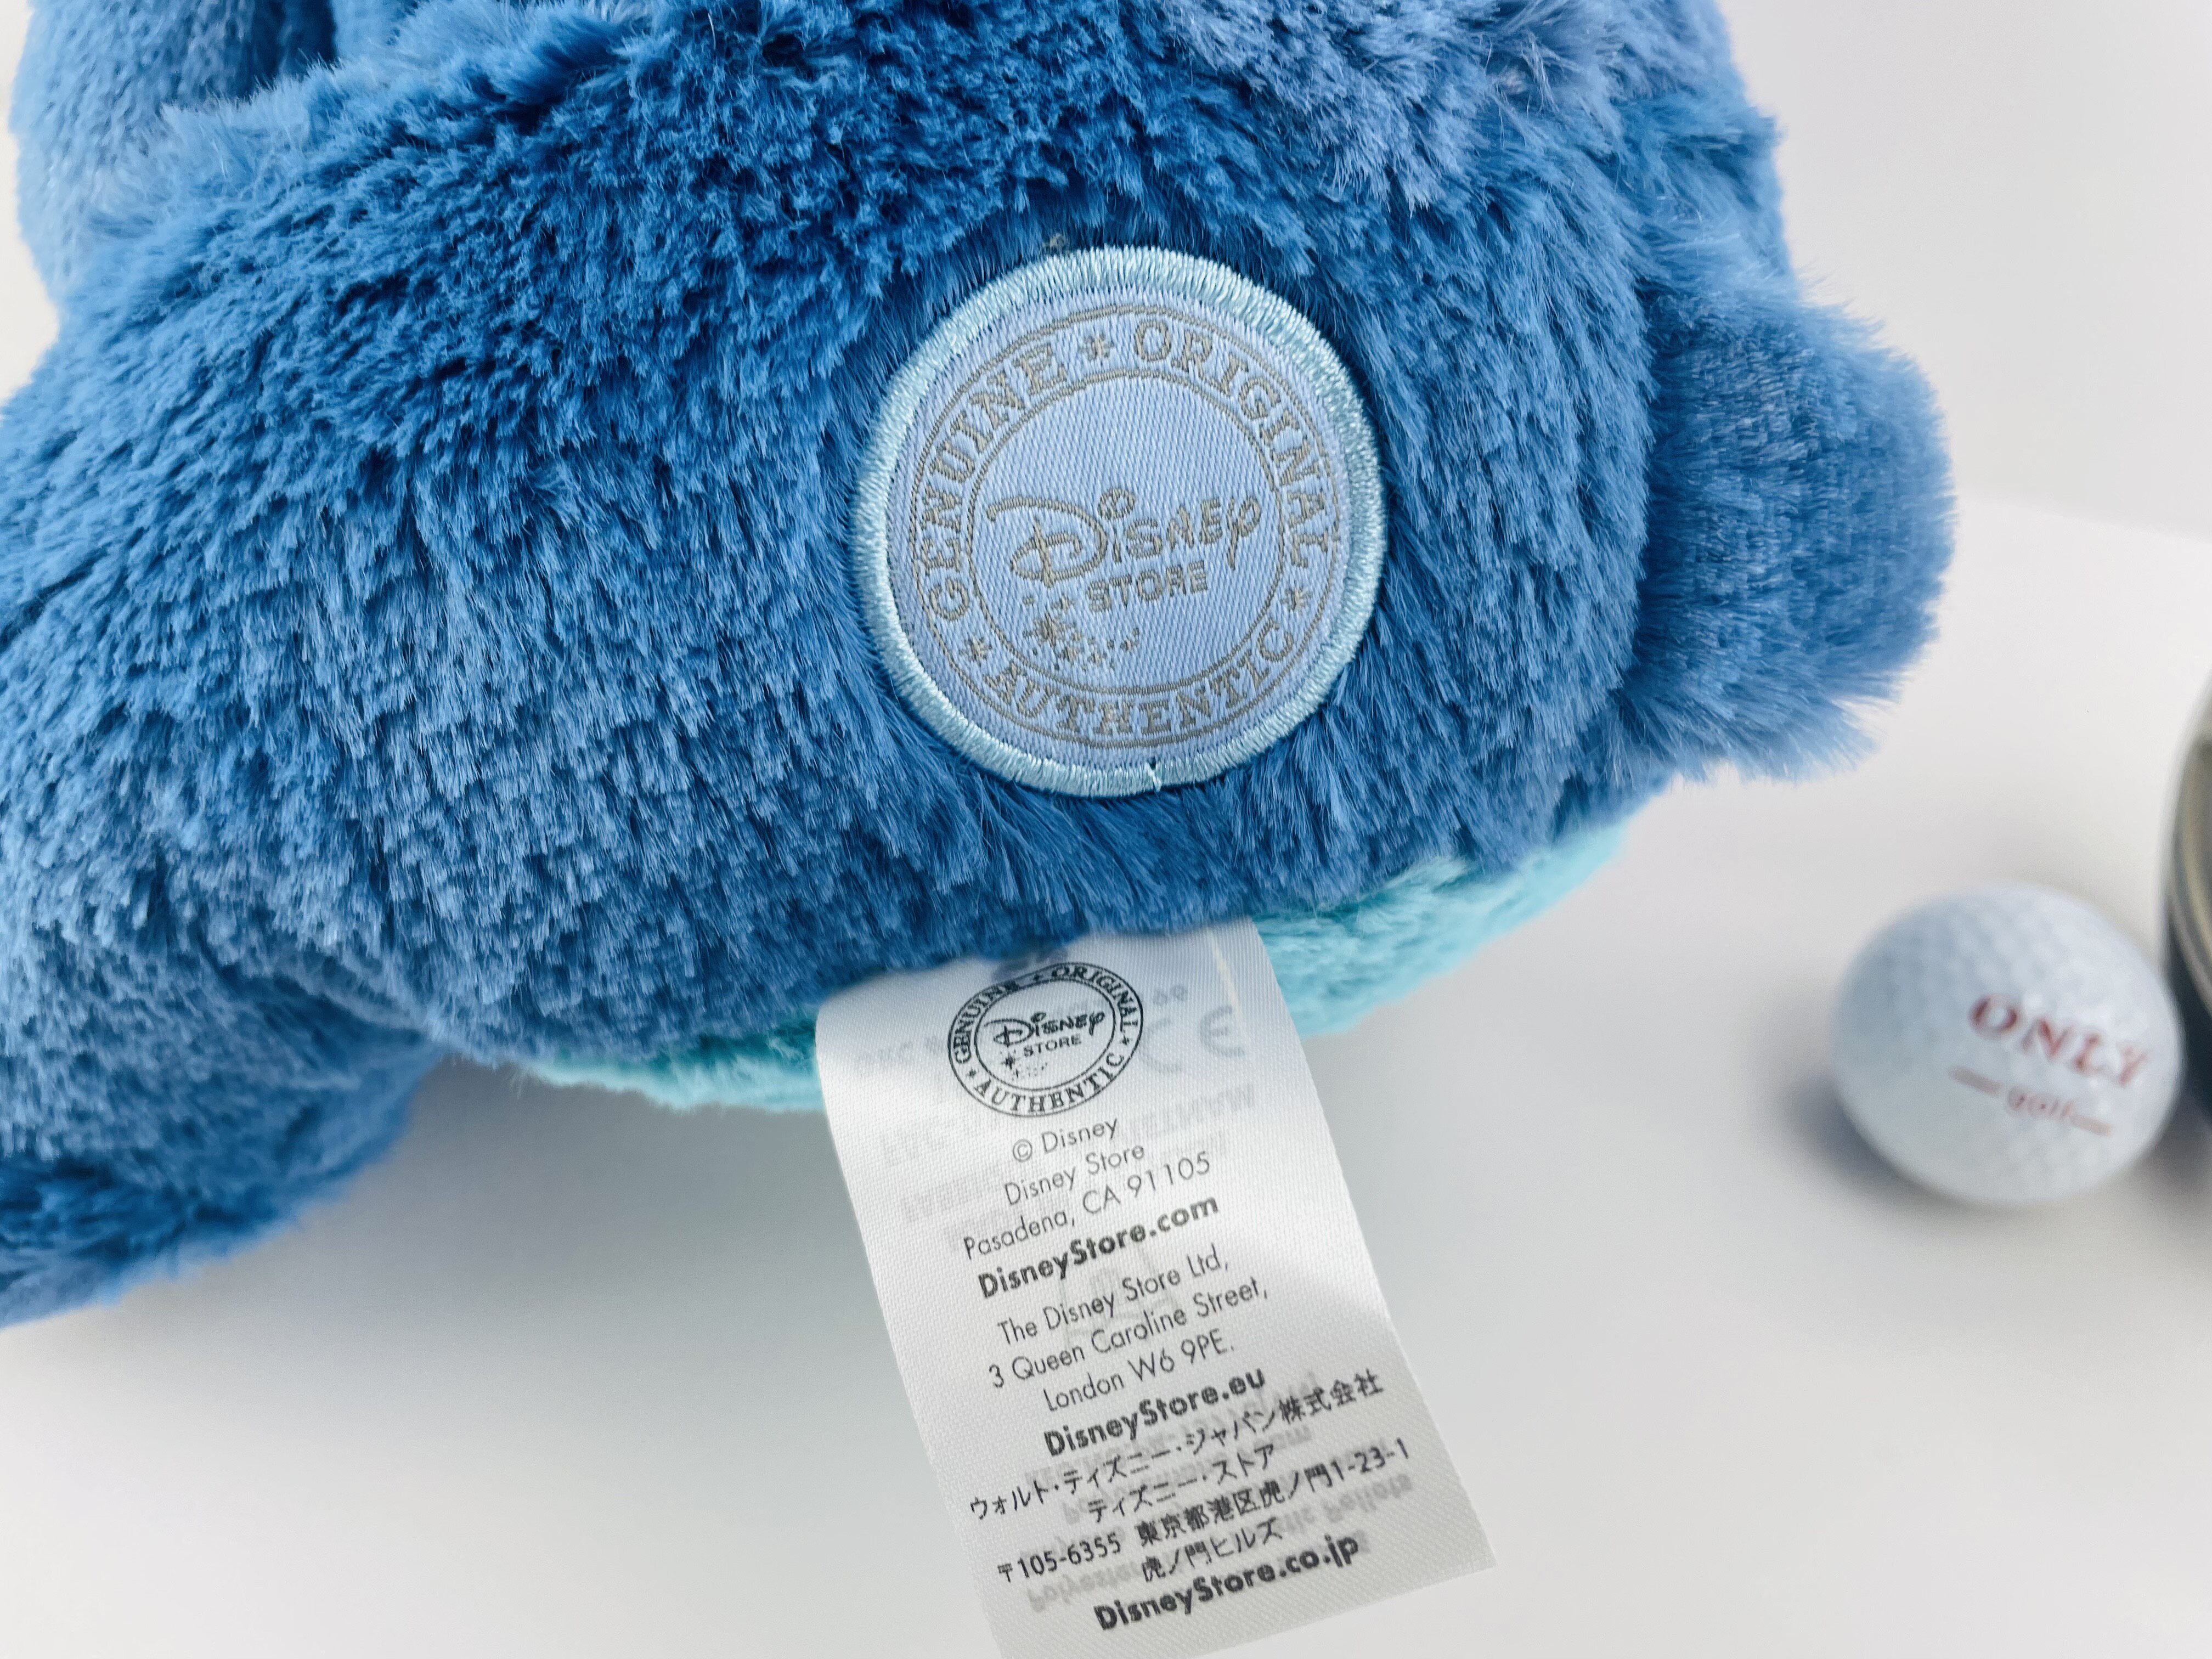 GENUINE * ORIGINAL * AUTHENTIC *
Disney
STORE
GENUINE ORIGINAL AUTHENTIC
Disney
STORE
© Disney
Disney Store
Pasadena, CA 91105
DisneyStore.com
The Disney Store Ltd,
3 Queen Caroline Street,
London W6 9PE.
DisneyStore.eu
ウォルト・ディズニー・ジャパン株式会社
ディズニー・ストア
〒105-6355 東京都港区虎ノ門1-23-1
虎ノ門ヒルズ
DisneyStore.co.jp
ONLY
golf